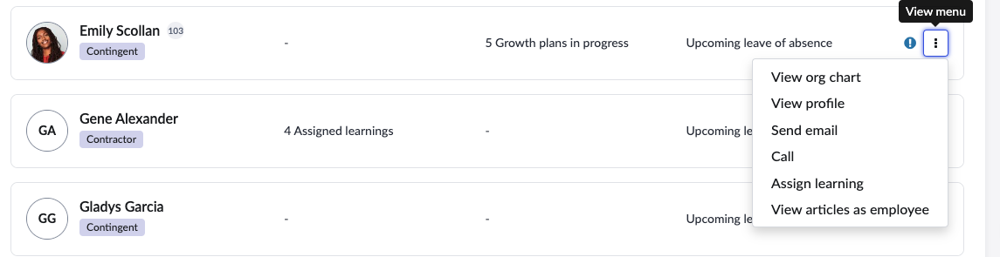 View menu
Emily Scollan 103
Contingent
-
5 Growth plans in progress
Upcoming leave of absence
View org chart
View profile
Send email
Call
Assign learning
View articles as employee
GA
Gene Alexander
Contractor
4 Assigned learnings
-
Upcoming
GG
Gladys Garcia
Contingent
-
-
Upcoming